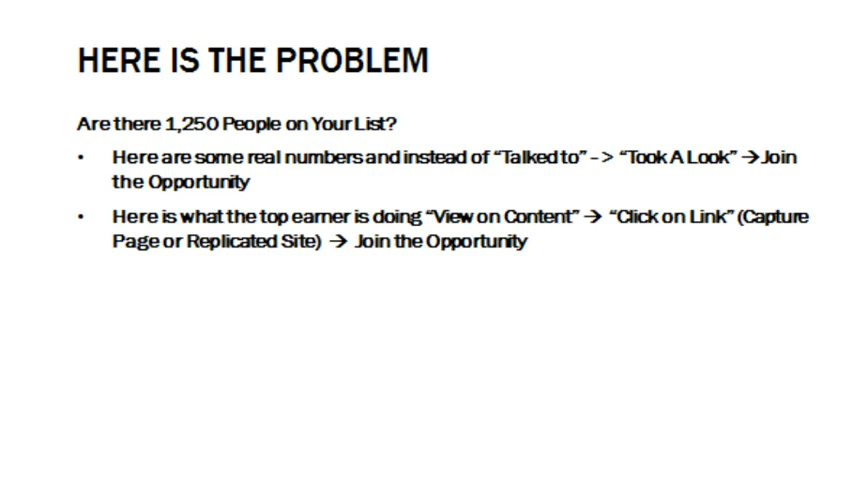 HERE IS THE PROBLEM
Are there 1,250 People on Your List?
• Here are some real numbers and instead of “Talked to” -> “Took A Look” →Join
the Opportunity
• Here is what the top earner is doing “View on Content” → “Click on Link” (Capture
Page or Replicated Site) → Join the Opportunity